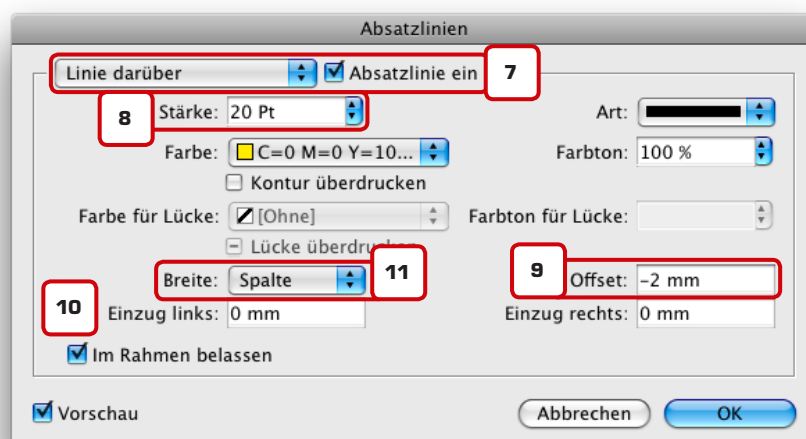 Absatzlinien
Linie darüber Absatzlinie ein 7
8 Stärke: 20 Pt Art:
Farbe: C=0 M=0 Y=10... Farbton: 100 %
Kontur überdrucken
Farbe für Lücke: [Ohne] Farbton für Lücke:
Lücke
Breite: Spalte 11 9 Offset: -2 mm
10 Einzug links: 0 mm Einzug rechts: 0 mm
Im Rahmen belassen
Vorschau Abbrechen OK